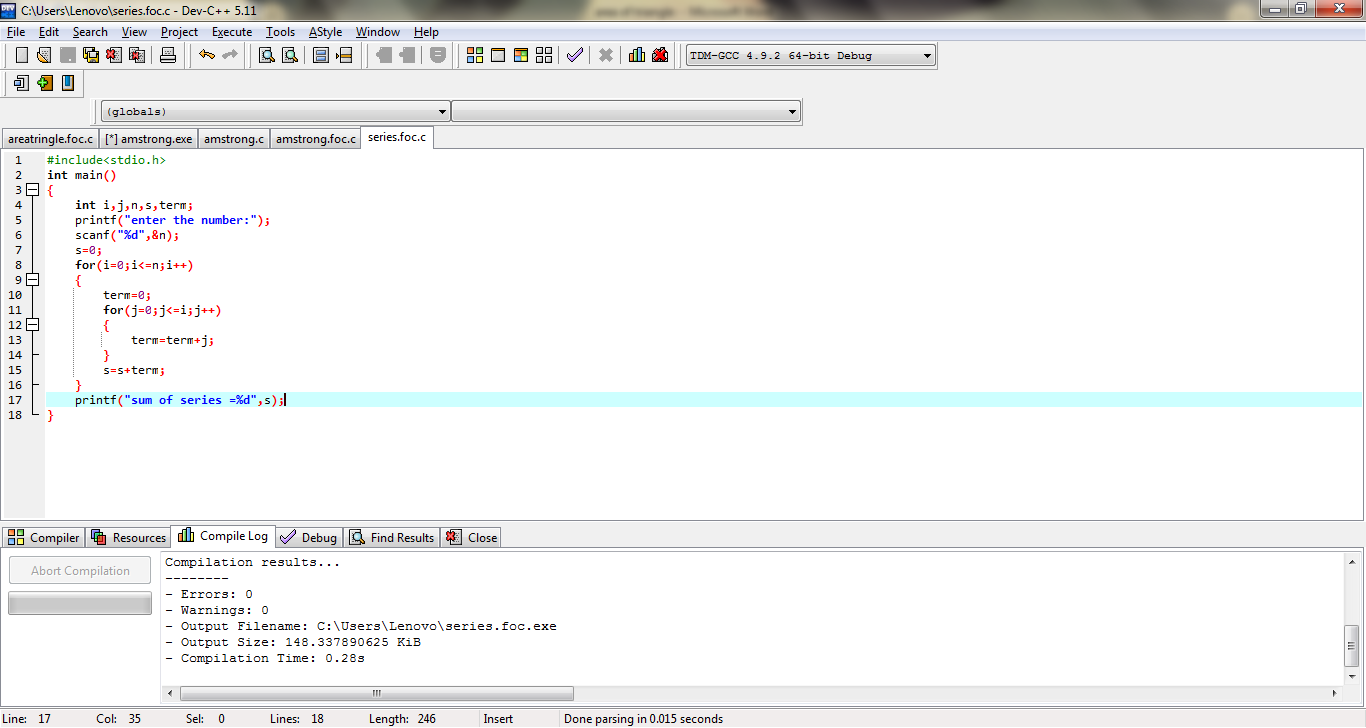 C:\Users\Lenovo\series.foc.c - Dev-C++ 5.11
File Edit Search View Project Execute Tools AStyle Window Help
TDM-GCC 4.9.2 64-bit Debug
(globals)
areatringle.foc.c [*] amstrong.exe amstrong.c amstrong.foc.c series.foc.c
1 #include<stdio.h>
2 int main()
3 {
4 int i,j,n,s,term;
5 printf("enter the number:");
6 scanf("%d",&n);
7 s=0;
8 for(i=0;i<=n;i++)
9 {
10 term=0;
11 for(j=0;j<=i;j++)
12 {
13 term=term+j;
14 }
15 s=s+term;
16 }
17 printf("sum of series =%d",s);
18 }
Compiler Resources Compile Log Debug Find Results Close
Abort Compilation
Compilation results...
--------
- Errors: 0
- Warnings: 0
- Output Filename: C:\Users\Lenovo\series.foc.exe
- Output Size: 148.337890625 KiB
- Compilation Time: 0.28s
Line: 17 Col: 35 Sel: 0 Lines: 18 Length: 246 Insert Done parsing in 0.015 seconds